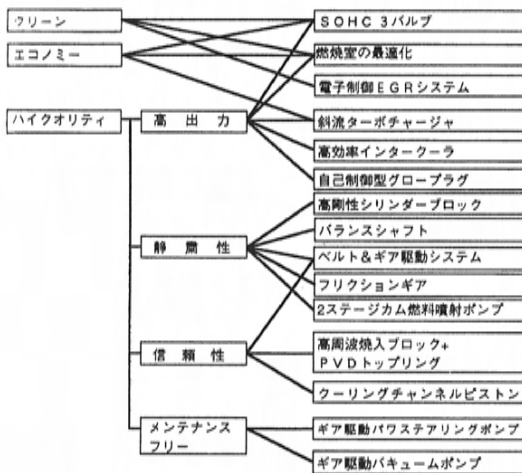 クリーン
エコノミー
ハイクオリティ
高出力
静粛性
信頼性
メンテナンス
フリー
SOHC 3バルブ
燃焼室の最適化
電子制御EGRシステム
斜流ターボチャージャ
高効率インタークーラ
自己制御型グロープラグ
高剛性シリンダーブロック
バランスシャフト
ベルト&ギア駆動システム
フリクションギア
2ステージカム燃料噴射ポンプ
高周波焼入ブロック+
PVDトップリング
クーリングチャンネルピストン
ギア駆動パワステアリングポンプ
ギア駆動バキュームポンプ